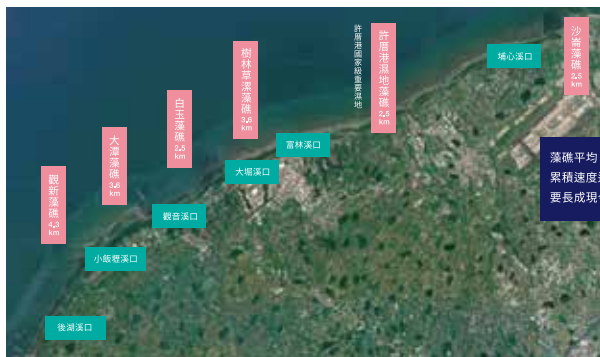 觀新藻礁
4.3
km
大潭藻礁
3.6
km
白玉藻礁
2.5
km
樹林草漯藻礁
3.6
km
許厝港國家級重要濕地
許厝港濕地藻礁
2.5
km
沙崙藻礁
2.5
km
埔心溪口
富林溪口
大堀溪口
觀音溪口
小飯壢溪口
後湖溪口
藻礁平均
累積速度
要長成現